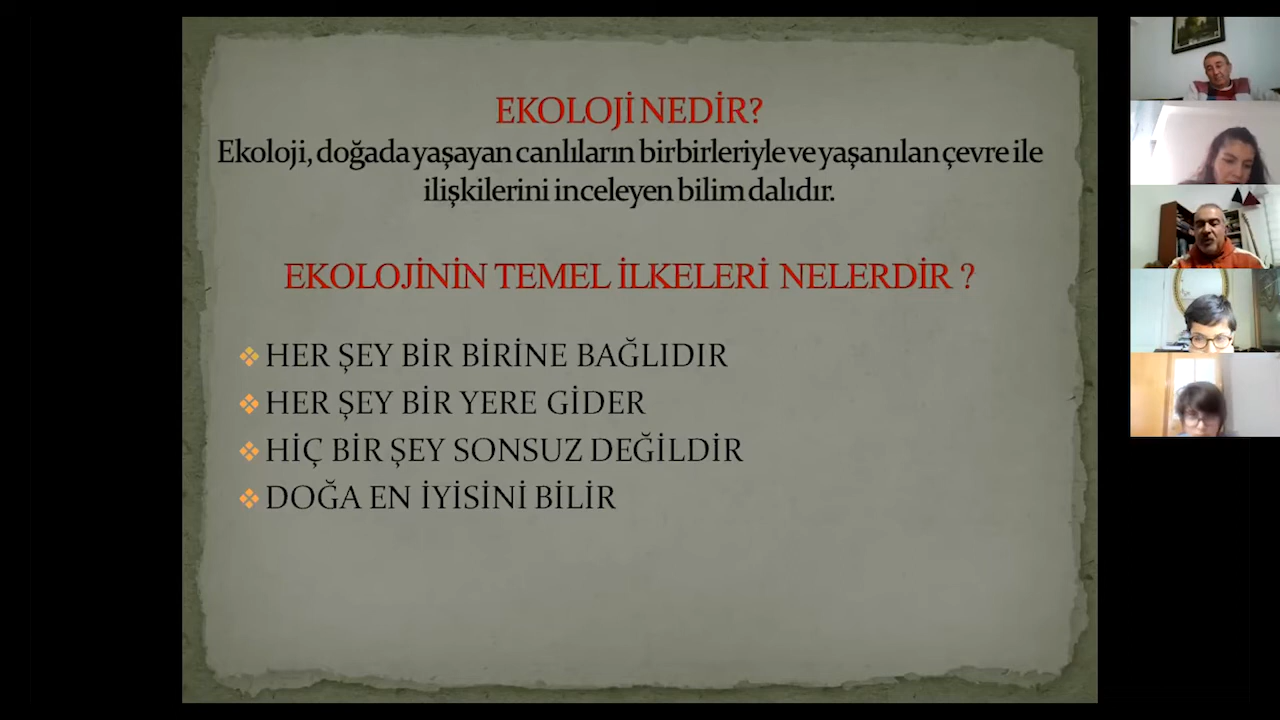 EKOLOJİ NEDİR?
Ekoloji, doğada yaşayan canlıların birbirleriyle ve yaşanılan çevre ile
ilişkilerini inceleyen bilim dalıdır.
EKOLOJİNİN TEMEL İLKELERİ NELERDİR ?
HER ŞEY BİR BİRİNE BAĞLIDIR
HER ŞEY BİR YERE GİDER
HİÇ BİR ŞEY SONSUZ DEĞİLDİR
DOĞA EN İYİSİNİ BİLİR